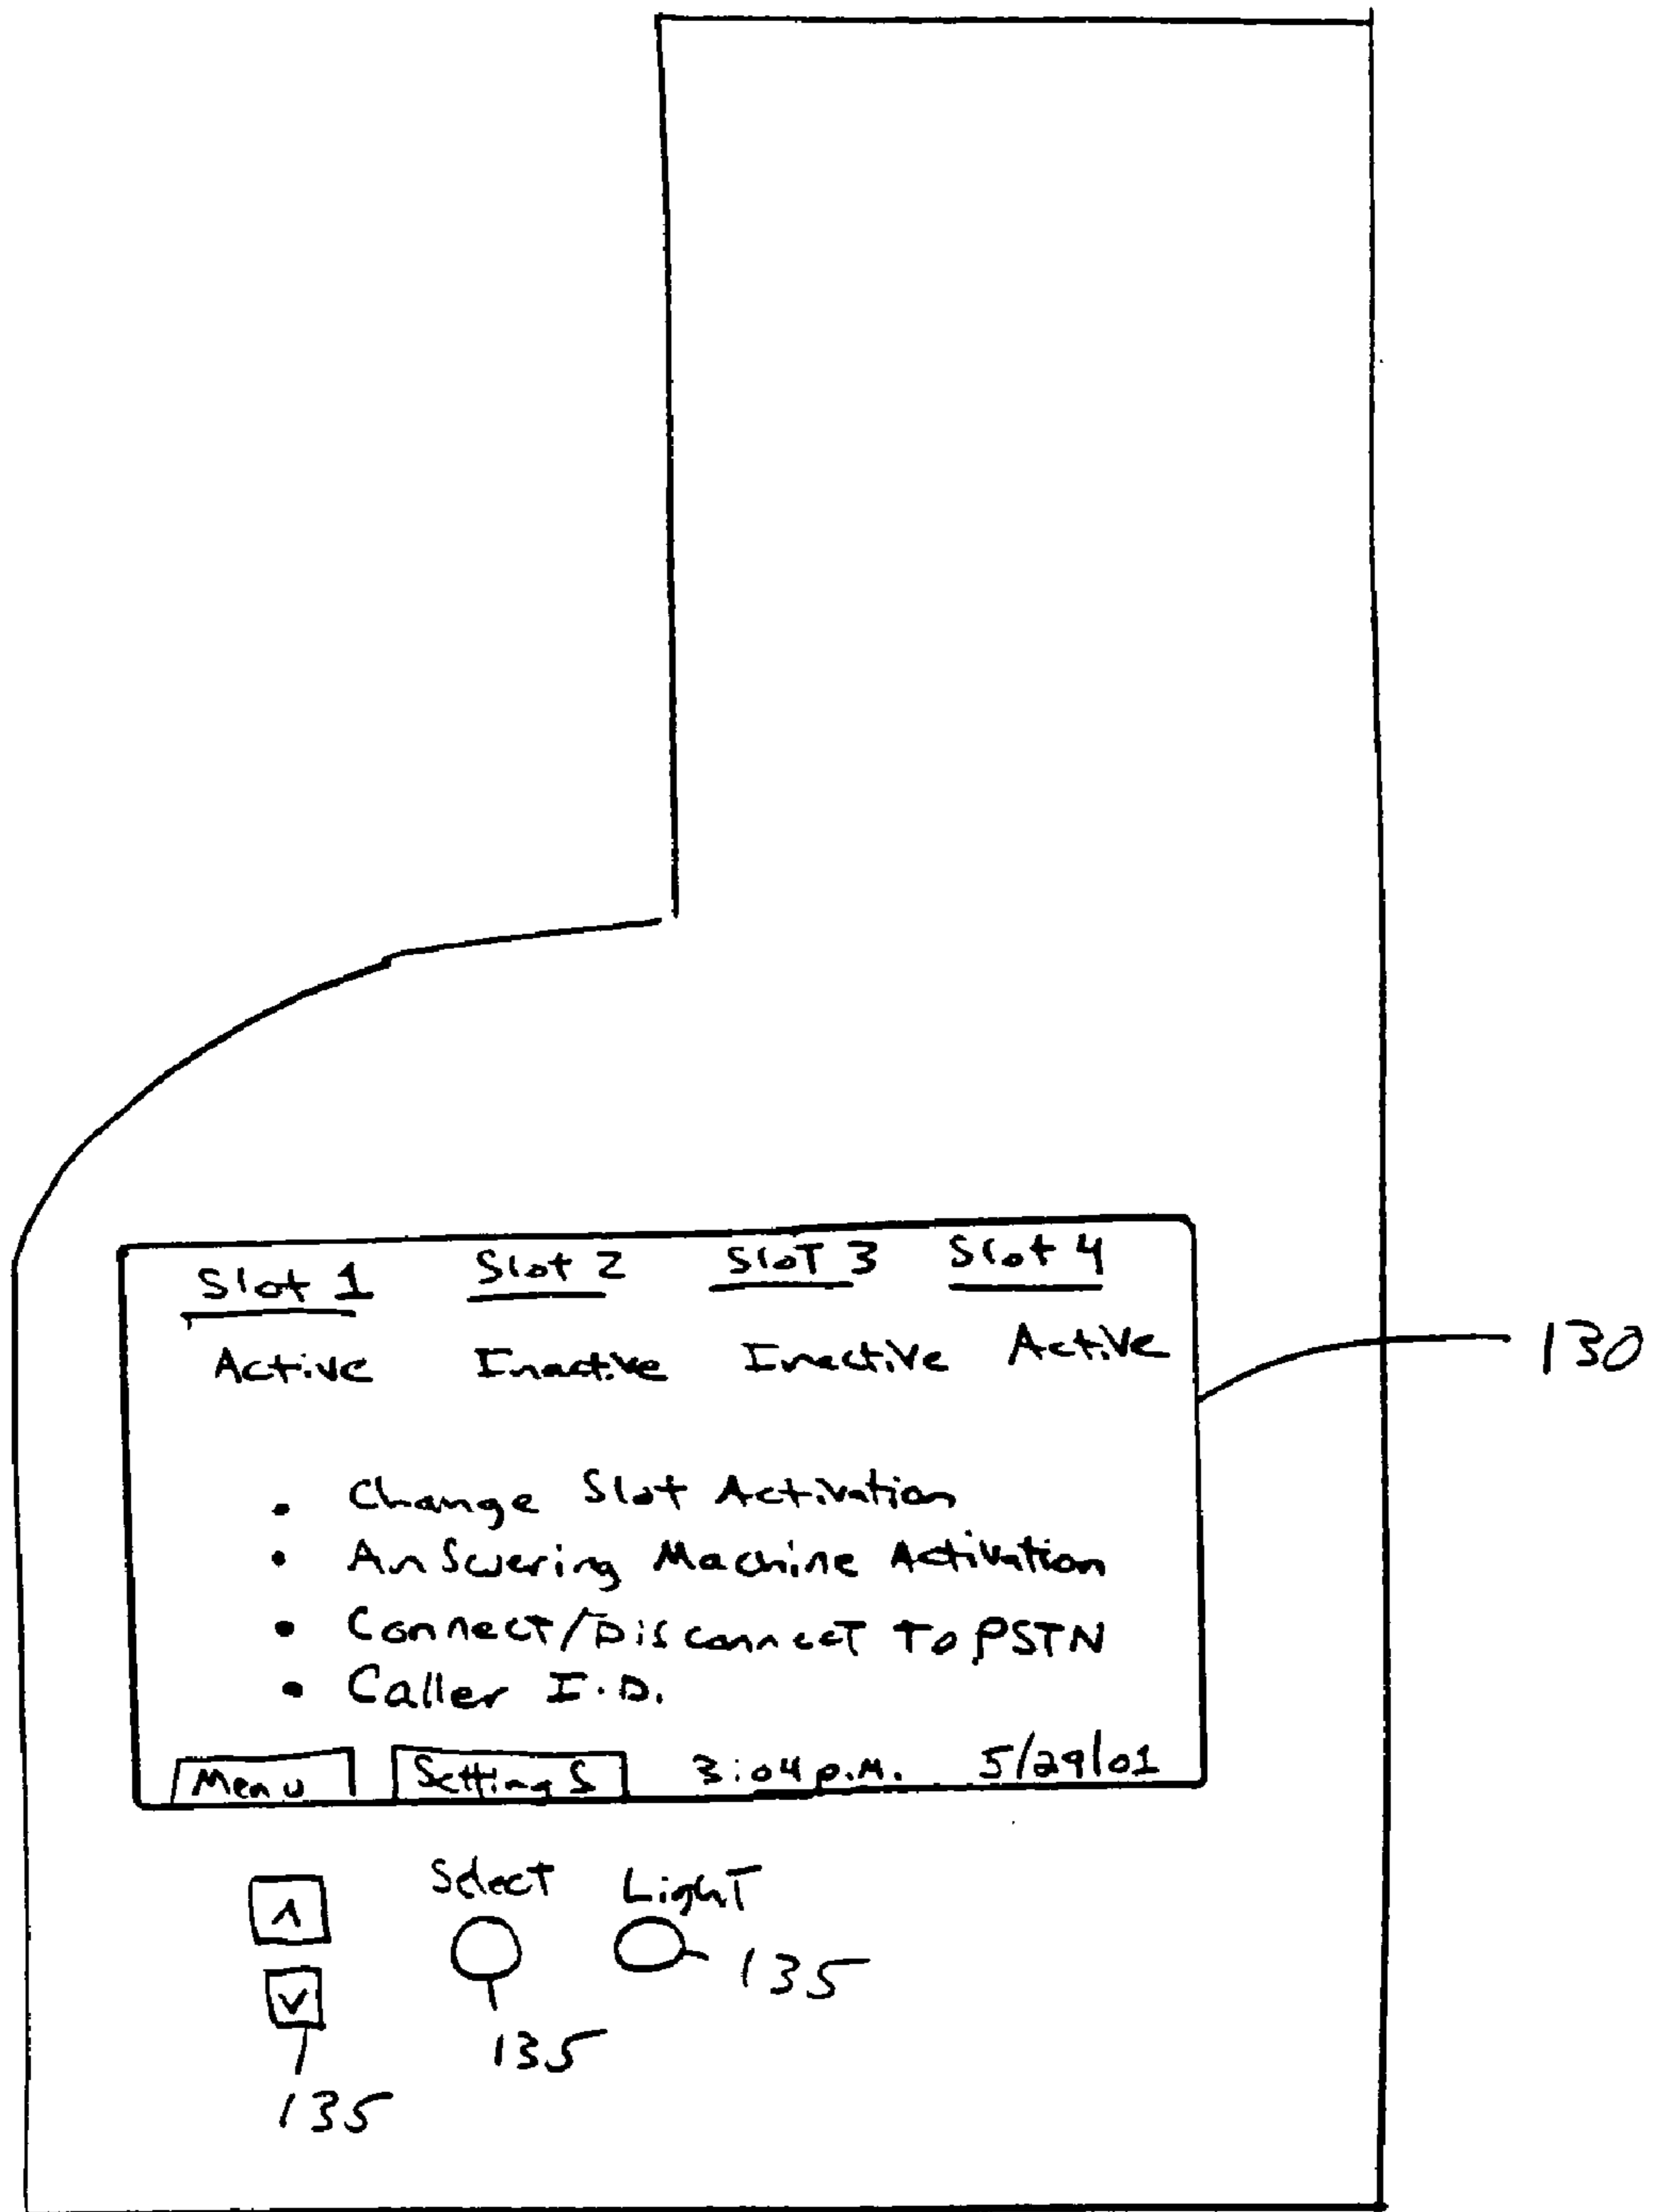 Slot 1 Slot 2 SloT 3 Slot 4
Active Inactive Inactive Active
130
• Change Slot Activation
• Answering Machine Activation
• Connect/Disconnect To PSTN
• Caller I.D.
Menu Settings 3:04 p.M. 5/29/01
Select LighT
^
135
v
135
135